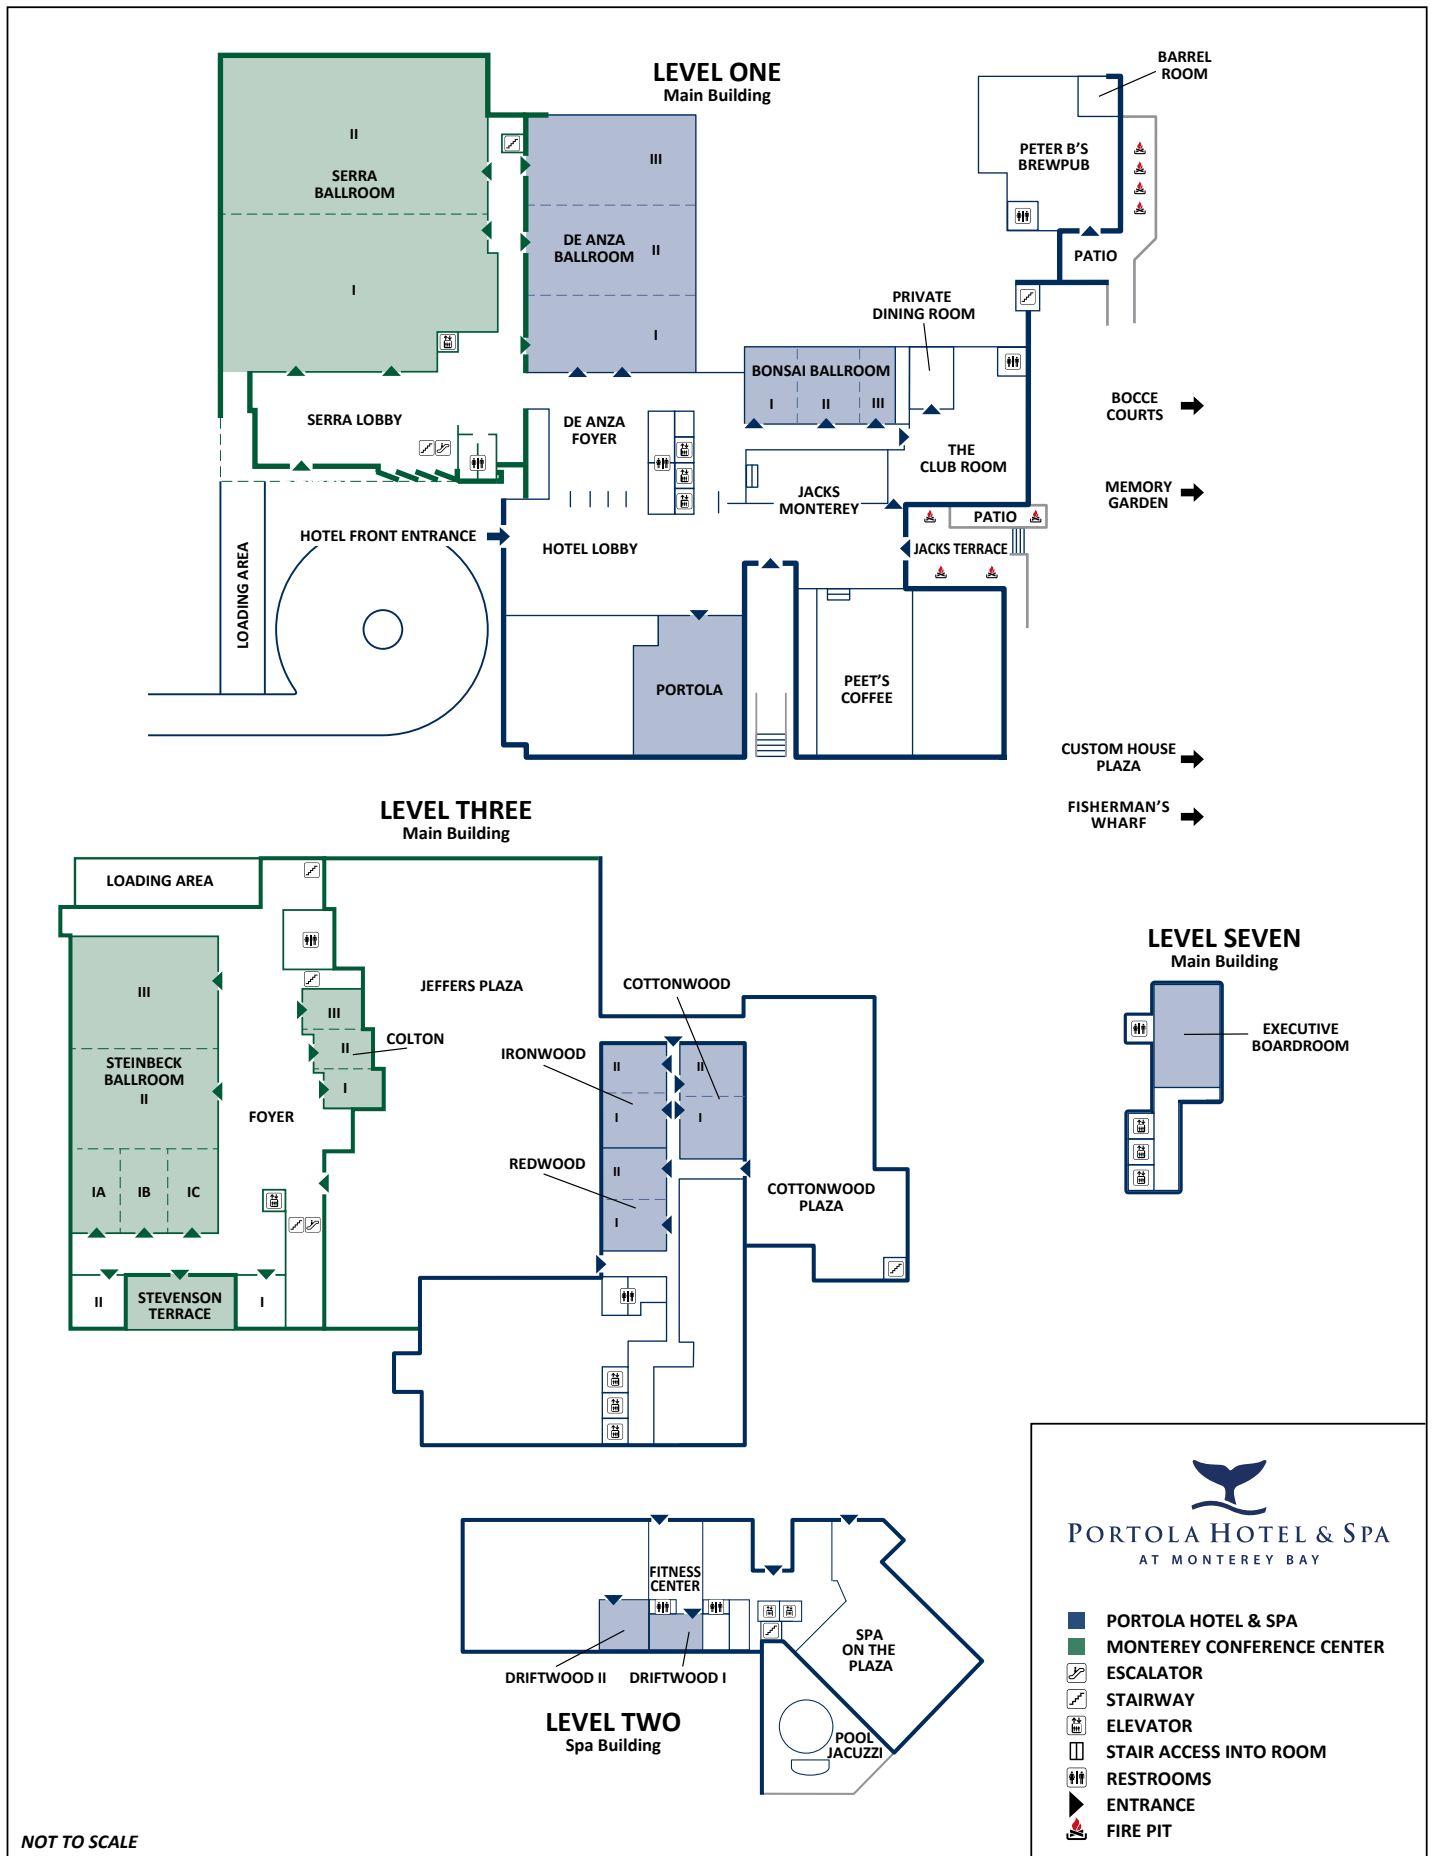 LEVEL ONE
Main Building
BARREL
ROOM
II
SERRA
BALLROOM
I
III
DE ANZA
BALLROOM
II
I
PETER B'S
BREWPUB
PATIO
PRIVATE
DINING ROOM
BONSAI BALLROOM
I
II
III
SERRA LOBBY
DE ANZA
FOYER
THE
CLUB ROOM
BOCCE
COURTS
JACKS
MONTEREY
MEMORY
GARDEN
PATIO
HOTEL FRONT ENTRANCE
HOTEL LOBBY
JACKS TERRACE
LOADING AREA
PORTOLA
PEET'S
COFFEE
CUSTOM HOUSE
PLAZA
FISHERMAN'S
WHARF
LEVEL THREE
Main Building
LOADING AREA
III
STEINBECK
BALLROOM
II
IA
IB
IC
FOYER
III
II
I
COLTON
JEFFERS PLAZA
COTTONWOOD
IRONWOOD
II
I
II
I
REDWOOD
II
I
COTTONWOOD
PLAZA
II
STEVENSON
TERRACE
I
LEVEL SEVEN
Main Building
EXECUTIVE
BOARDROOM
FITNESS
CENTER
SPA
ON THE
PLAZA
DRIFTWOOD II
DRIFTWOOD I
LEVEL TWO
Spa Building
POOL
JACUZZI
PORTOLA HOTEL & SPA
AT MONTEREY BAY
PORTOLA HOTEL & SPA
MONTEREY CONFERENCE CENTER
ESCALATOR
STAIRWAY
ELEVATOR
STAIR ACCESS INTO ROOM
RESTROOMS
ENTRANCE
FIRE PIT
NOT TO SCALE